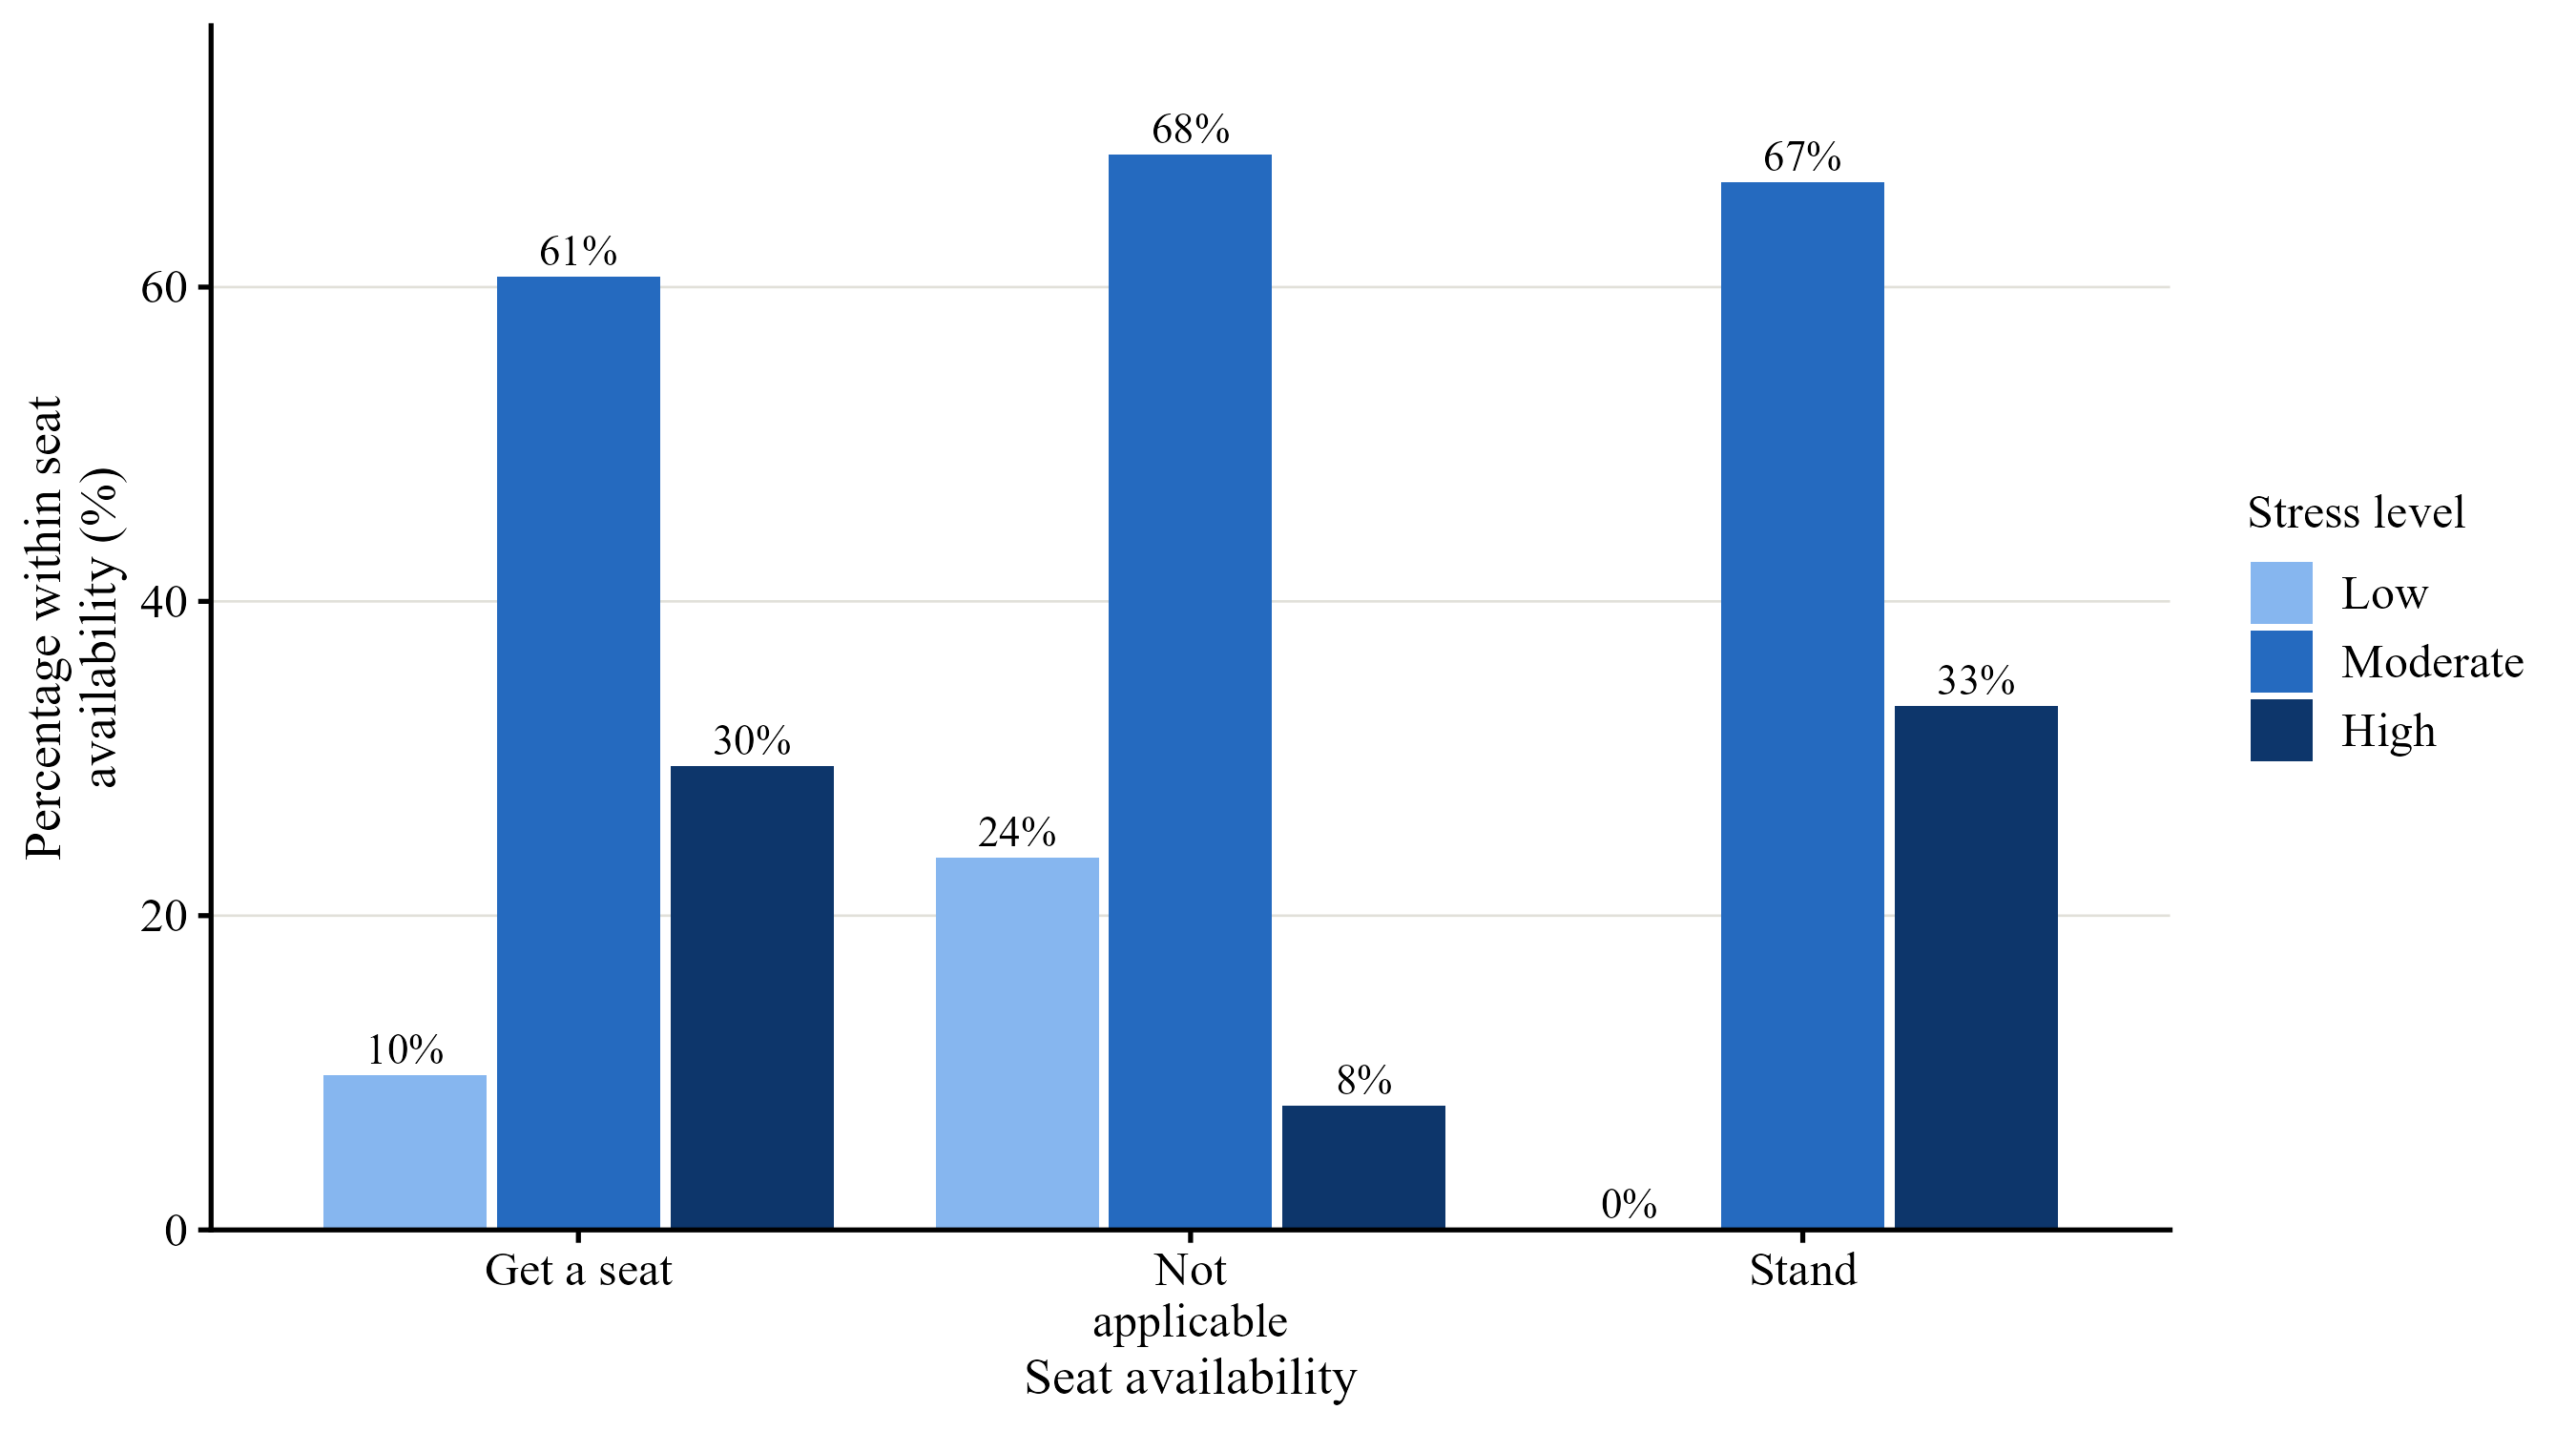 Percentage within seat
availability (%)
60
40
20
0
10%
61%
30%
24%
68%
8%
0%
67%
33%
Get a seat
Not
applicable
Stand
Seat availability
Stress level
Low
Moderate
High